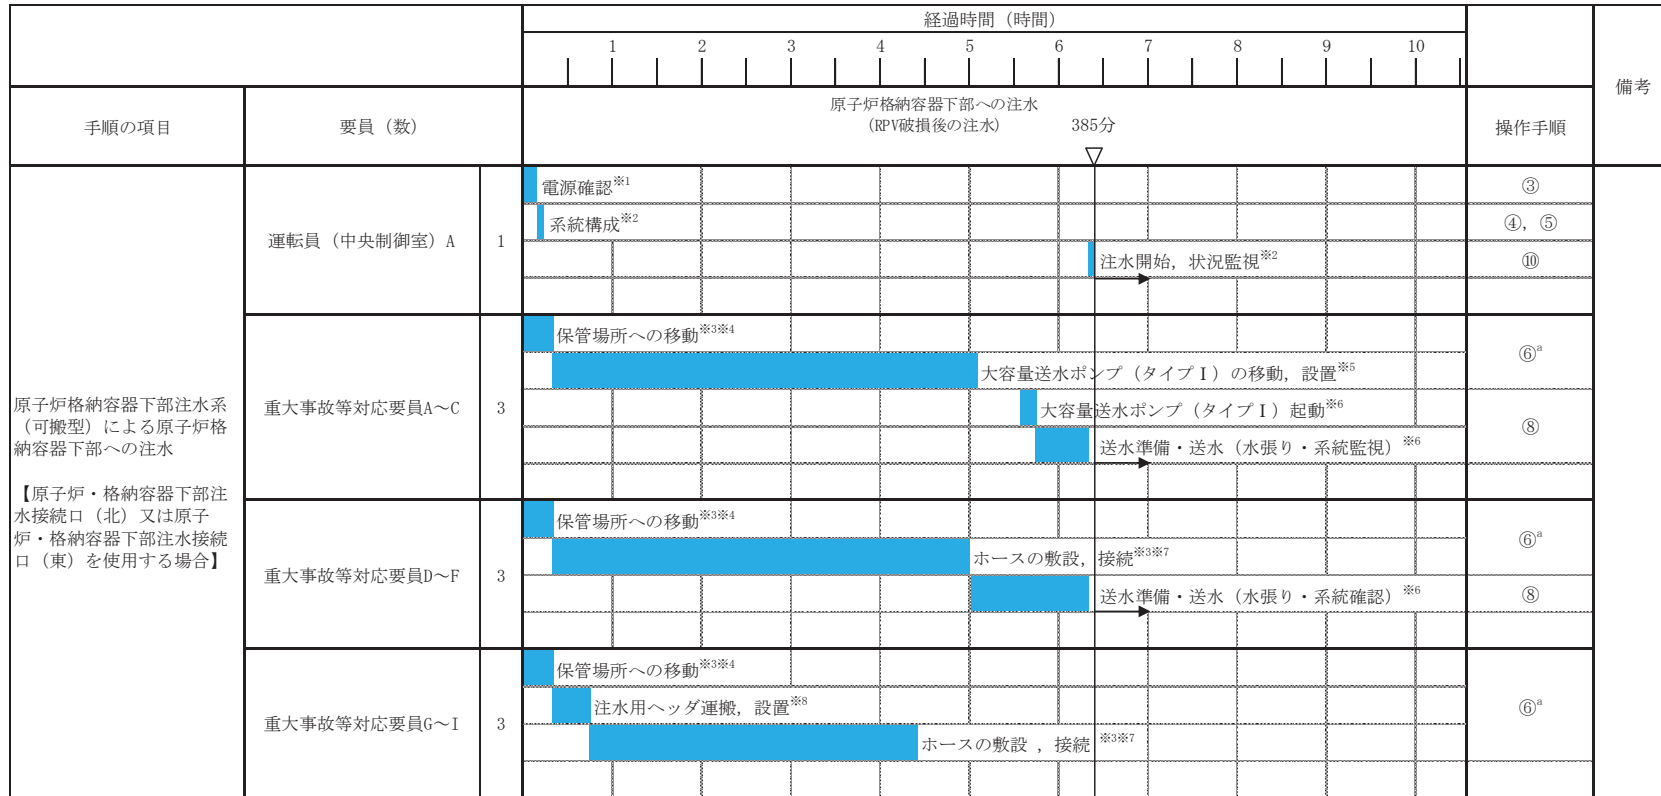 経過時間（時間）
1 2 3 4 5 6 7 8 9 10
備考
手順の項目
要員（数）
原子炉格納容器下部への注水
（RPV破損後の注水）
385分
操作手順
原子炉格納容器下部注水系
（可搬型）による原子炉格
納容器下部への注水
【原子炉・格納容器下部注
水接続口（北）又は原子
炉・格納容器下部注水接続
口（東）を使用する場合】
運転員（中央制御室）A
1
電源確認※1
③
系統構成※2
④，⑤
注水開始，状況監視※2
⑩
重大事故等対応要員A～C
3
保管場所への移動※3※4
⑥a
大容量送水ポンプ（タイプⅠ）の移動，設置※5
大容量送水ポンプ（タイプⅠ）起動※6
⑧
送水準備・送水（水張り・系統監視）※6
重大事故等対応要員D～F
3
保管場所への移動※3※4
⑥a
ホースの敷設，接続※3※7
送水準備・送水（水張り・系統確認）※6
⑧
重大事故等対応要員G～I
3
保管場所への移動※3※4
注水用ヘッダ運搬，設置※8
⑥a
ホースの敷設 ，接続 ※3※7